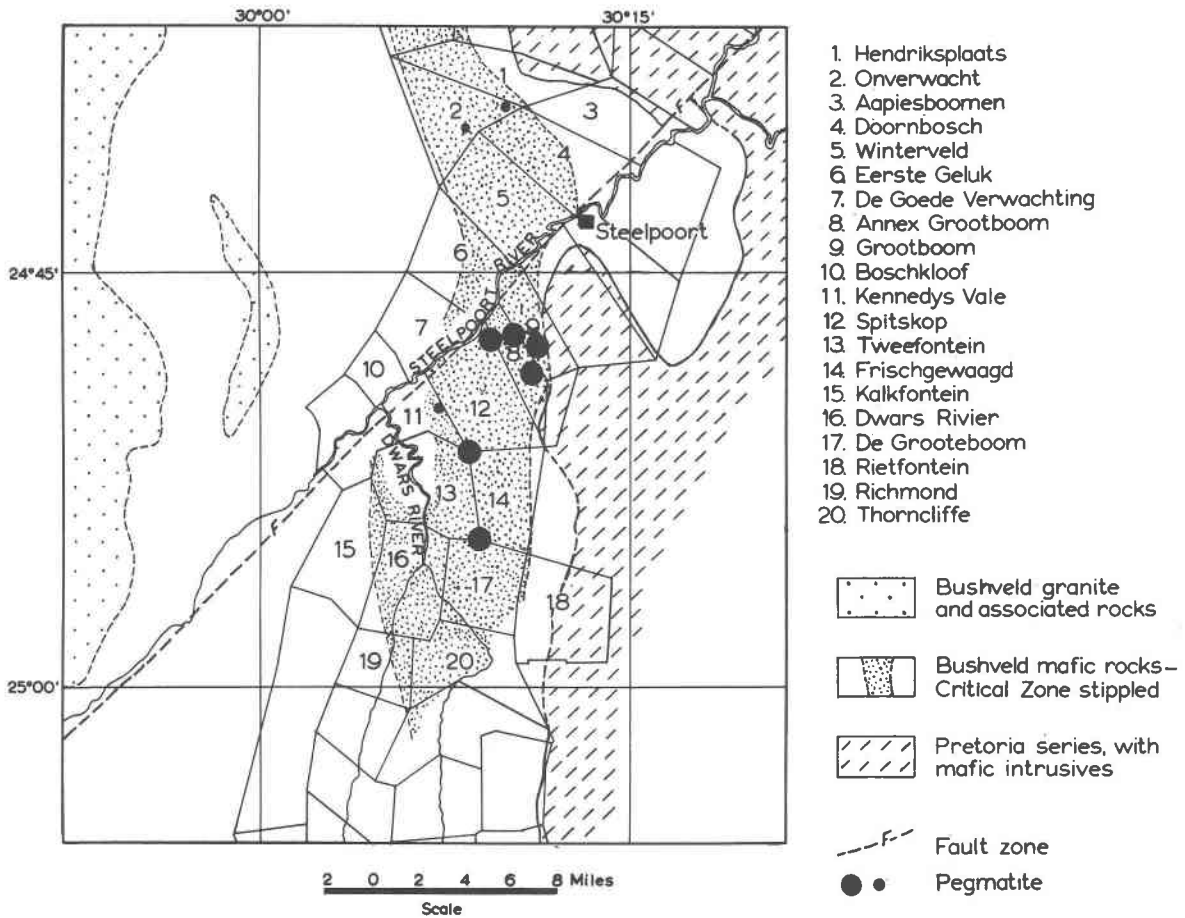 30°00'
30°15'
1
2
3
4
5
Steelpoort
6
24°45'
STEELPOORT RIVER
7
9
8
10
11
12
DWARS RIVER
13
14
F
F
15
16
17
18
19
20
25°00'
2 0 2 4 6 8 Miles
Scale
1. Hendriksplaats
2. Onverwacht
3. Aapiesboomen
4. Doornbosch
5. Winterveld
6. Eerste Geluk
7. De Goede Verwachting
8. Annex Grootboom
9. Grootboom
10. Boschkloof
11. Kennedys Vale
12. Spitskop
13. Tweefontein
14. Frischgewaagd
15. Kalkfontein
16. Dwars Rivier
17. De Grooteboom
18. Rietfontein
19. Richmond
20. Thorncliffe
Bushveld granite
and associated rocks
Bushveld mafic rocks–
Critical Zone stippled
Pretoria series, with
mafic intrusives
F
Fault zone
Pegmatite